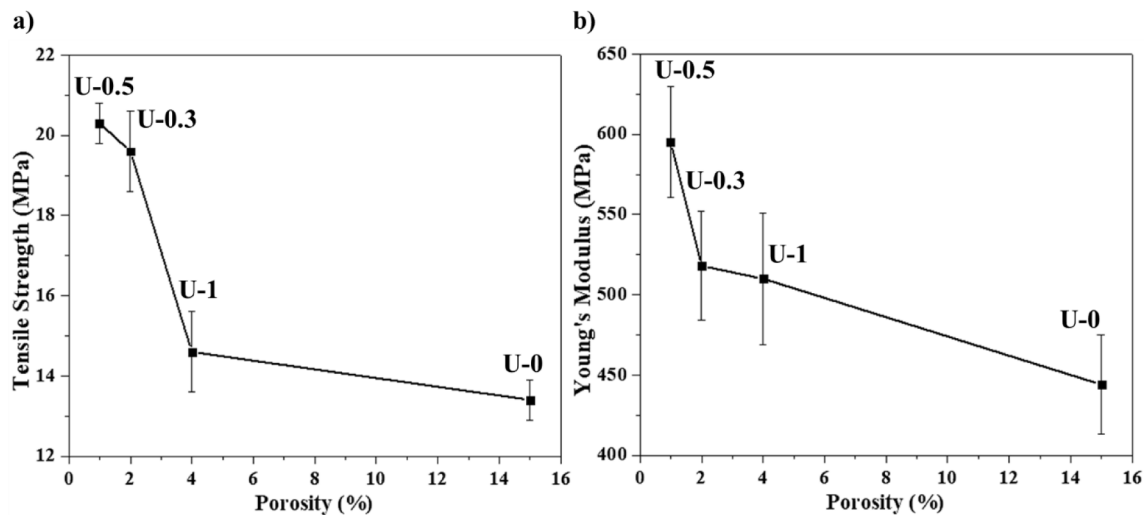 a)
22
20
18
16
14
12
Tensile Strength (MPa)
U-0.5
U-0.3
U-1
U-0
0 2 4 6 8 10 12 14 16
Porosity (%)
b)
650
600
550
500
450
400
Young's Modulus (MPa)
U-0.5
U-0.3
U-1
U-0
0 2 4 6 8 10 12 14 16
Porosity (%)